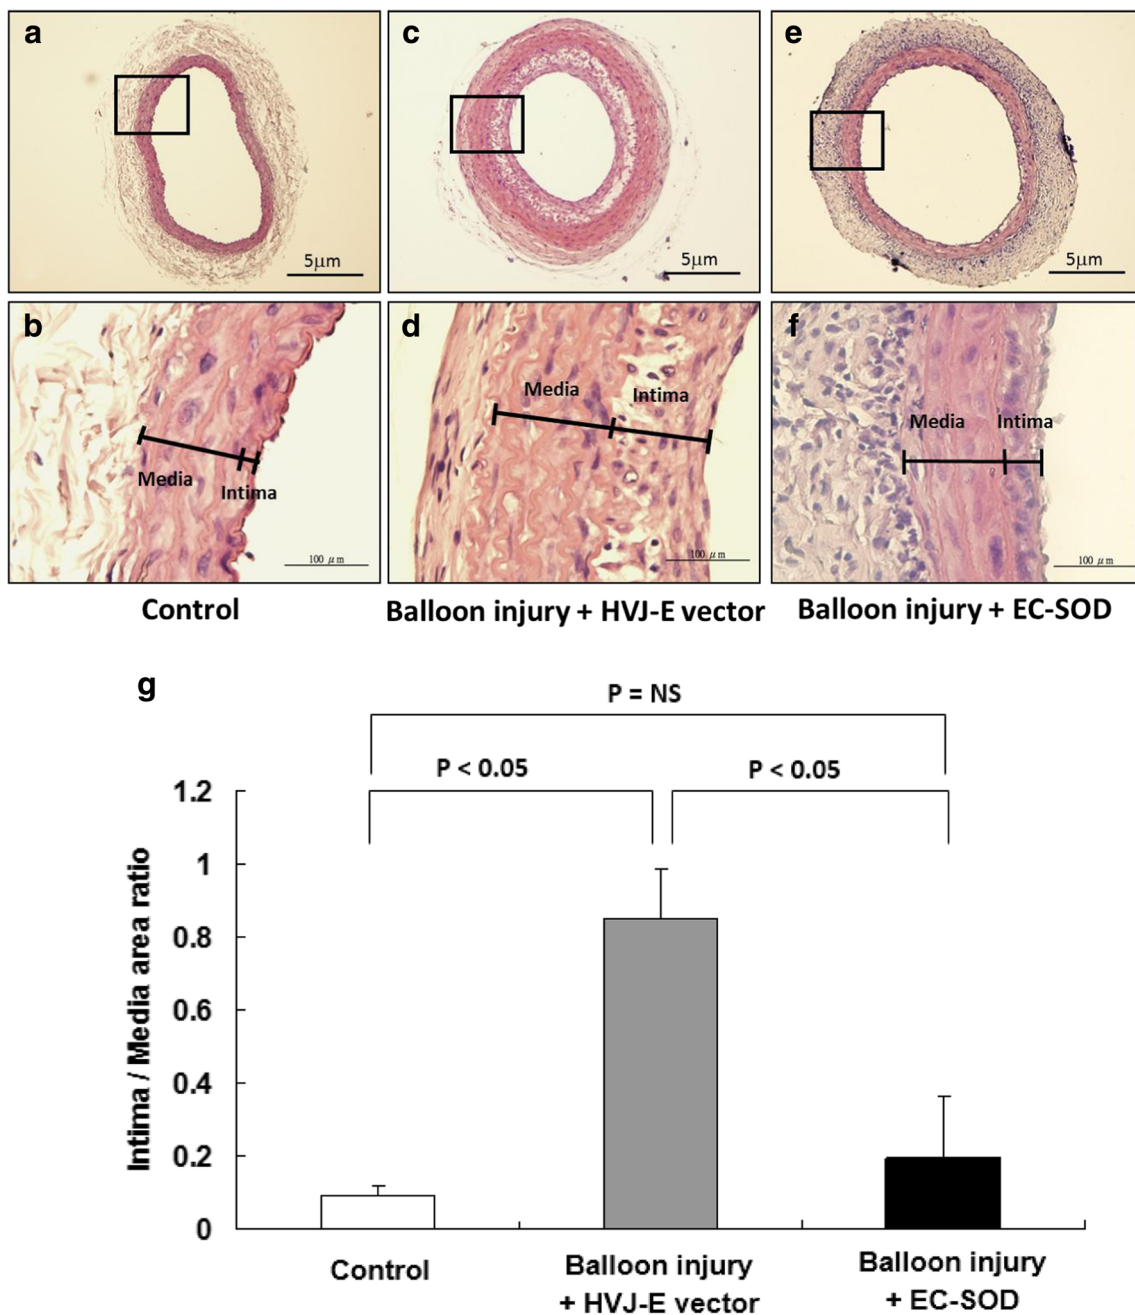 a
c
e
5μm
5μm
5μm
b
d
f
Media
Intima
Media
Intima
Media
Intima
100 μm
100 μm
100 μm
Control
Balloon injury + HVJ-E vector
Balloon injury + EC-SOD
g
P = NS
P < 0.05
P < 0.05
1.2
1
0.8
0.6
0.4
0.2
0
Intima / Media area ratio
Control
Balloon injury
+ HVJ-E vector
Balloon injury
+ EC-SOD